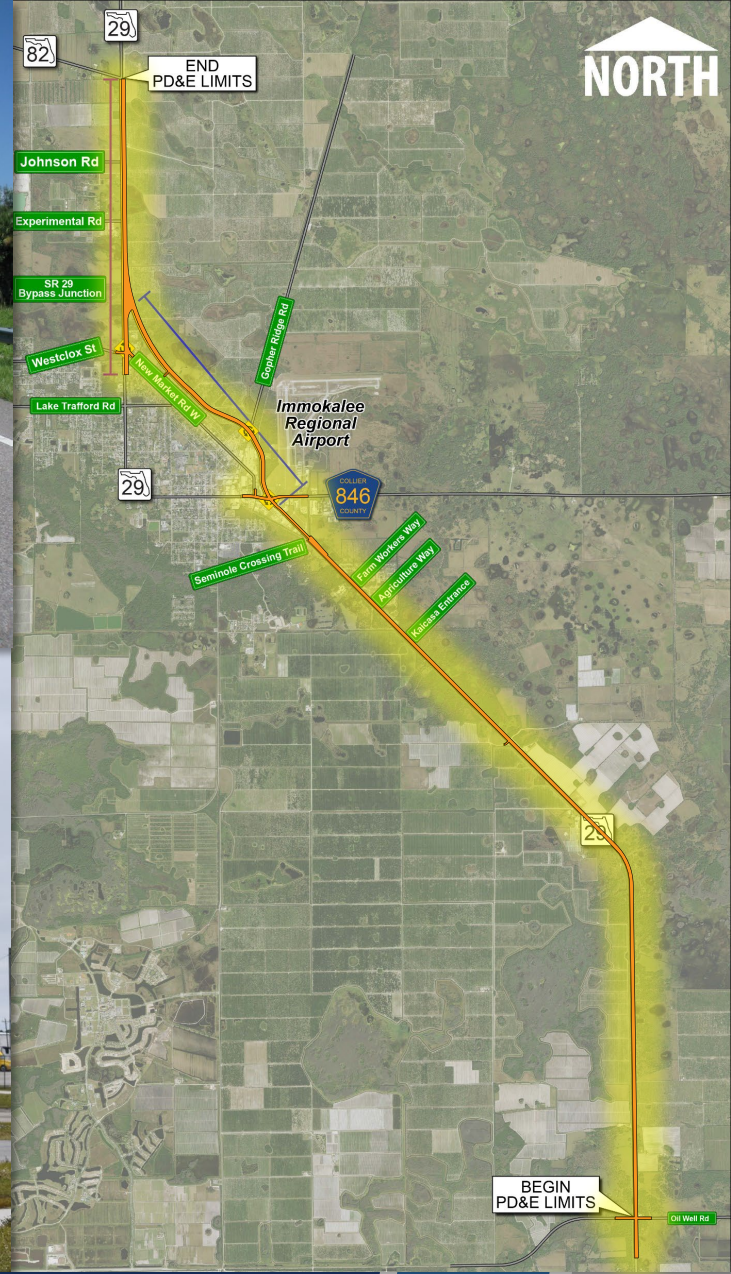 29
82
END
PD&E LIMITS
NORTH
Johnson Rd
Experimental Rd
SR 29
Bypass Junction
Westclox St
New Market Rd W
Gopher Ridge Rd
Lake Trafford Rd
Immokalee
Regional
Airport
29
COLLIER
846
COUNTY
Seminole Crossing Trail
Farm Workers Way
Agriculture Way
Kaicasa Entrance
29
BEGIN
PD&E LIMITS
Oil Well Rd